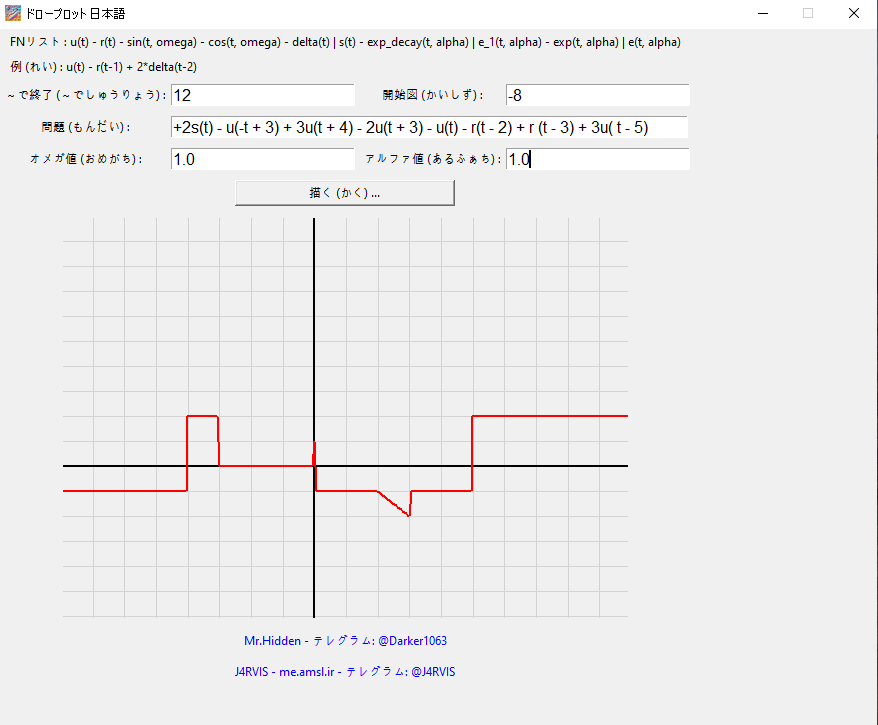 ドロープロット 日本語
FNリスト : u(t) - r(t) - sin(t, omega) - cos(t, omega) - delta(t) | s(t) - exp_decay(t, alpha) | e_1(t, alpha) - exp(t, alpha) | e(t, alpha)
例 (れい) : u(t) - r(t-1) + 2*delta(t-2)
~ で終了 ( ~ でしゅうりょう) : 12 開始図 (かいしず) : -8
問題 (もんだい) : +2s(t) - u(-t + 3) + 3u(t + 4) - 2u(t + 3) - u(t) - r(t - 2) + r (t - 3) + 3u( t - 5)
オメガ値 (おめがち) : 1.0 アルファ値 (あるふぁち) : 1.0
描く (かく) ...
Mr.Hidden - テレグラム: @Darker1063
J4RVIS - me.amsl.ir - テレグラム: @J4RVIS